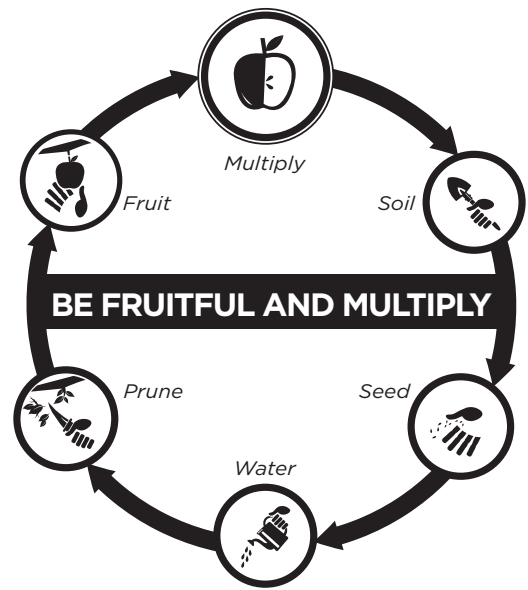 Multiply
Fruit
Soil
BE FRUITFUL AND MULTIPLY
Prune
Seed
Water